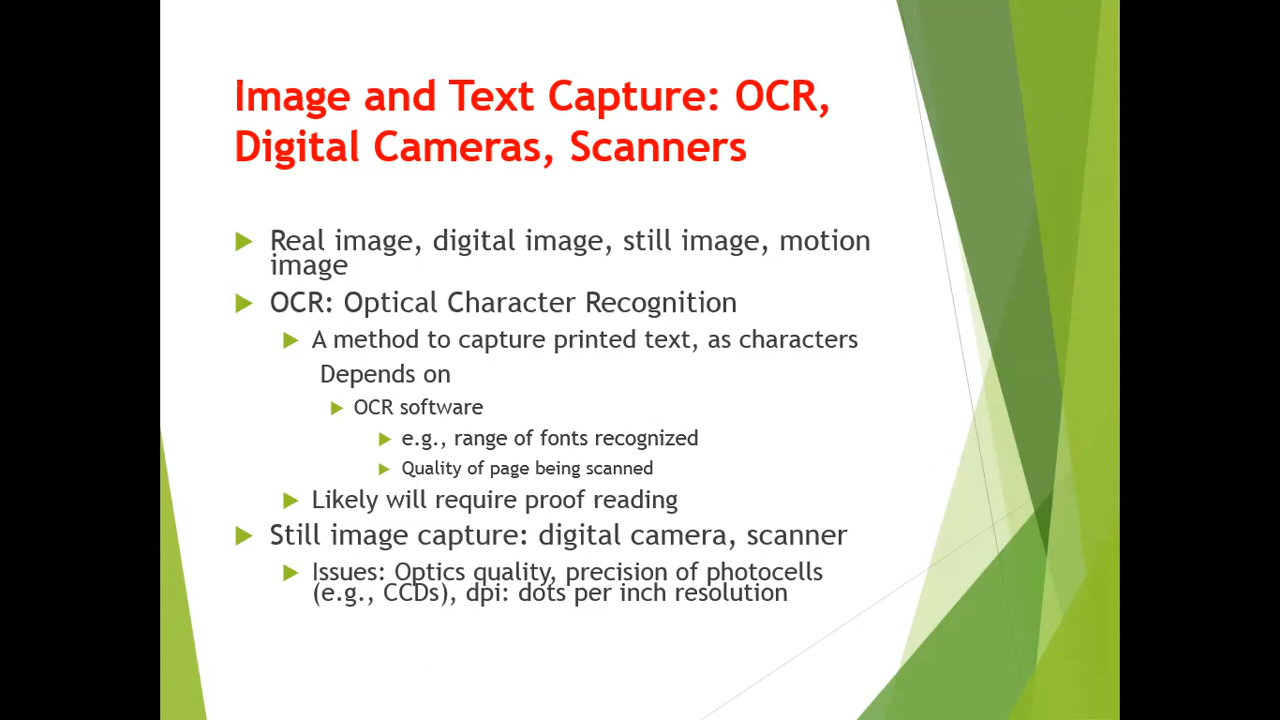 Image and Text Capture: OCR,
Digital Cameras, Scanners
Real image, digital image, still image, motion
image
OCR: Optical Character Recognition
A method to capture printed text, as characters
Depends on
OCR software
e.g., range of fonts recognized
Quality of page being scanned
Likely will require proof reading
Still image capture: digital camera, scanner
Issues: Optics quality, precision of photocells
(e.g., CCDs), dpi: dots per inch resolution